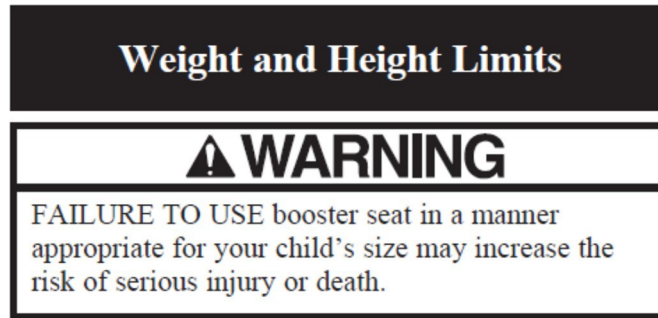 Weight and Height Limits
WARNING
FAILURE TO USE booster seat in a manner
appropriate for your child's size may increase the
risk of serious injury or death.